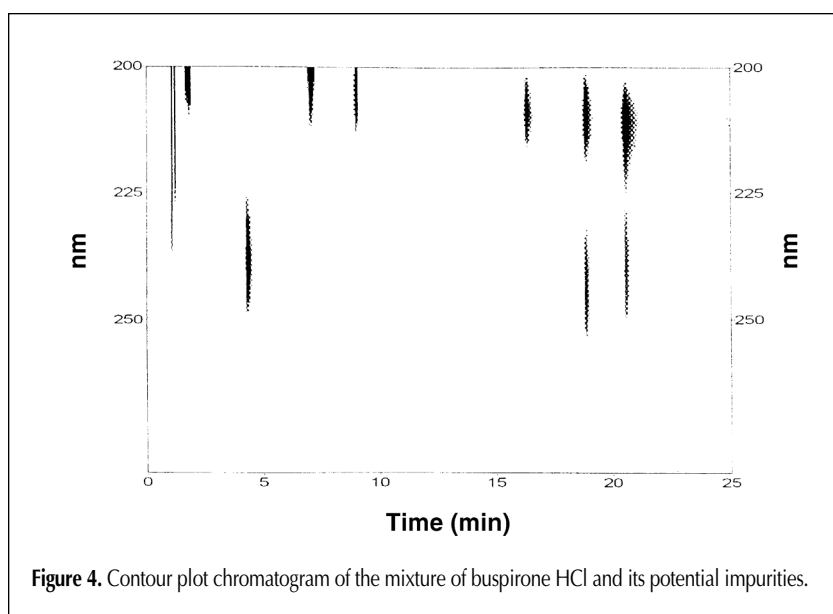 200 200
225 225
nm nm
250 250
0 5 10 15 20 25
Time (min)
Figure 4. Contour plot chromatogram of the mixture of buspirone HCl and its potential impurities.